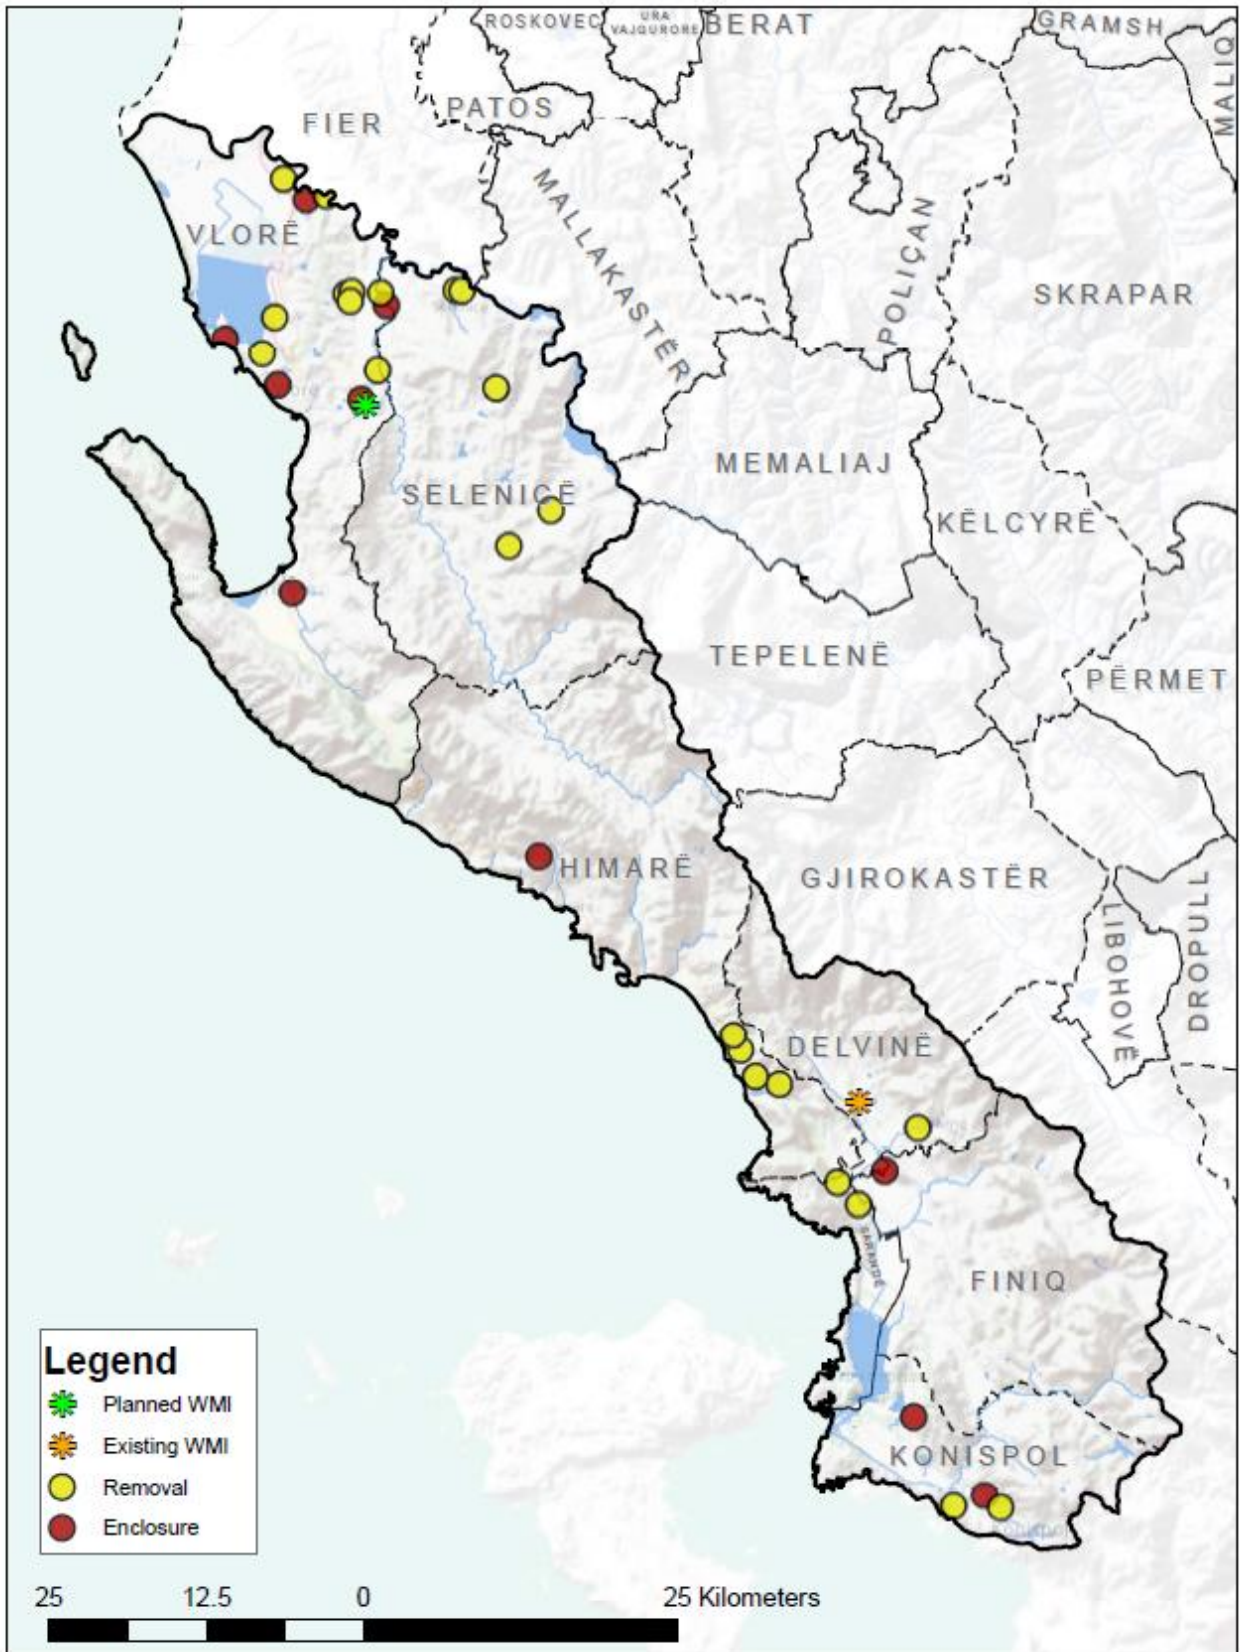 ROSKOVEC
URA
VAJQURORE
BERAT
GRAMSH
MALIQ
PATOS
FIER
MALLAKASTËR
POLIÇAN
VLORË
SKRAPAR
MEMALIAJ
SELENICË
KËLCYRË
TEPELENË
PËRMET
HIMARË
GJIROKASTËR
LIBOHOVË
DROPULL
DELVINË
SARANDË
FINIQ
KONISPOL
Legend
Planned WMI
Existing WMI
Removal
Enclosure
25 12.5 0 25 Kilometers